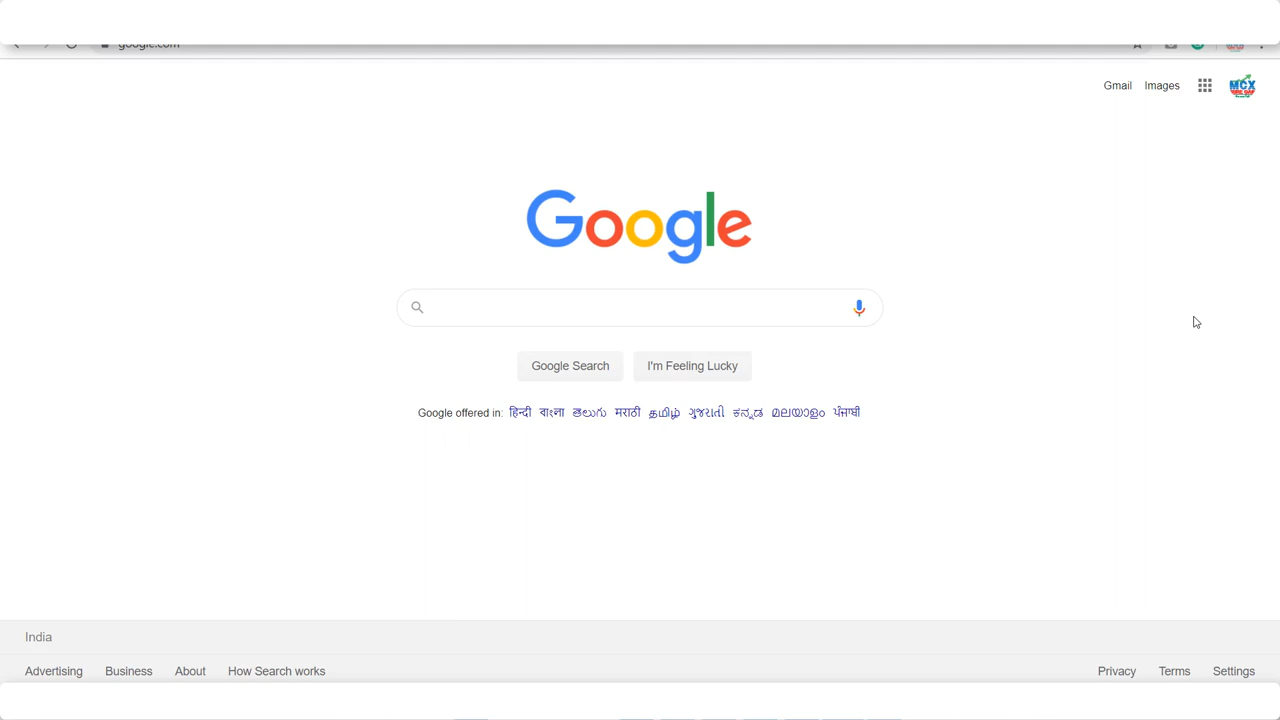 google.com
Gmail Images
MCX
Google
Google Search I'm Feeling Lucky
Google offered in: हिन्दी বাংলা తెలుగు मराठी தமிழ் ગુજરાતી ಕನ್ನಡ മലയാളം ਪੰਜਾਬੀ
India
Advertising Business About How Search works Privacy Terms Settings